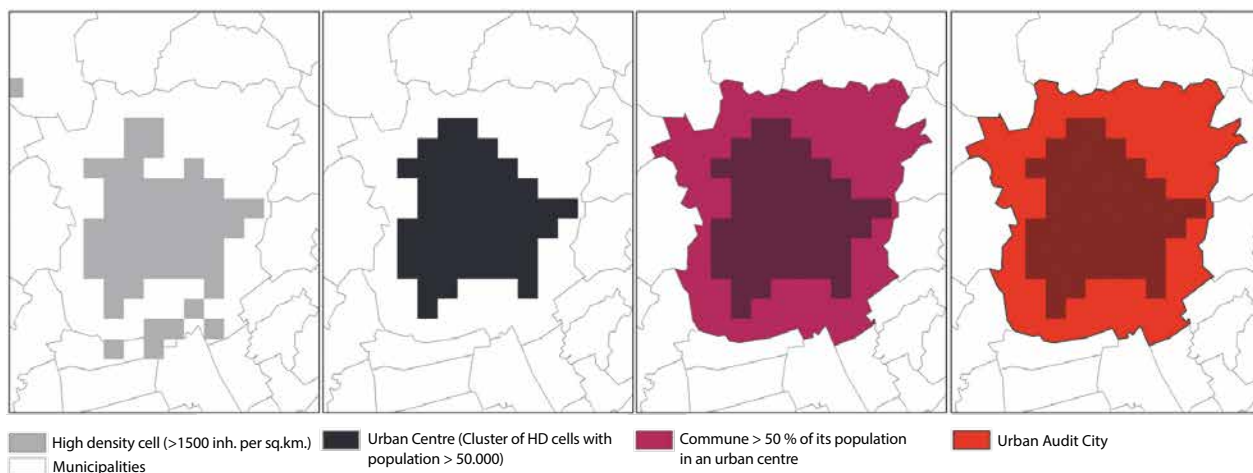 High density cell (>1500 inh. per sq.km.)
Municipalities
Urban Centre (Cluster of HD cells with
population > 50.000)
Commune > 50 % of its population
in an urban centre
Urban Audit City